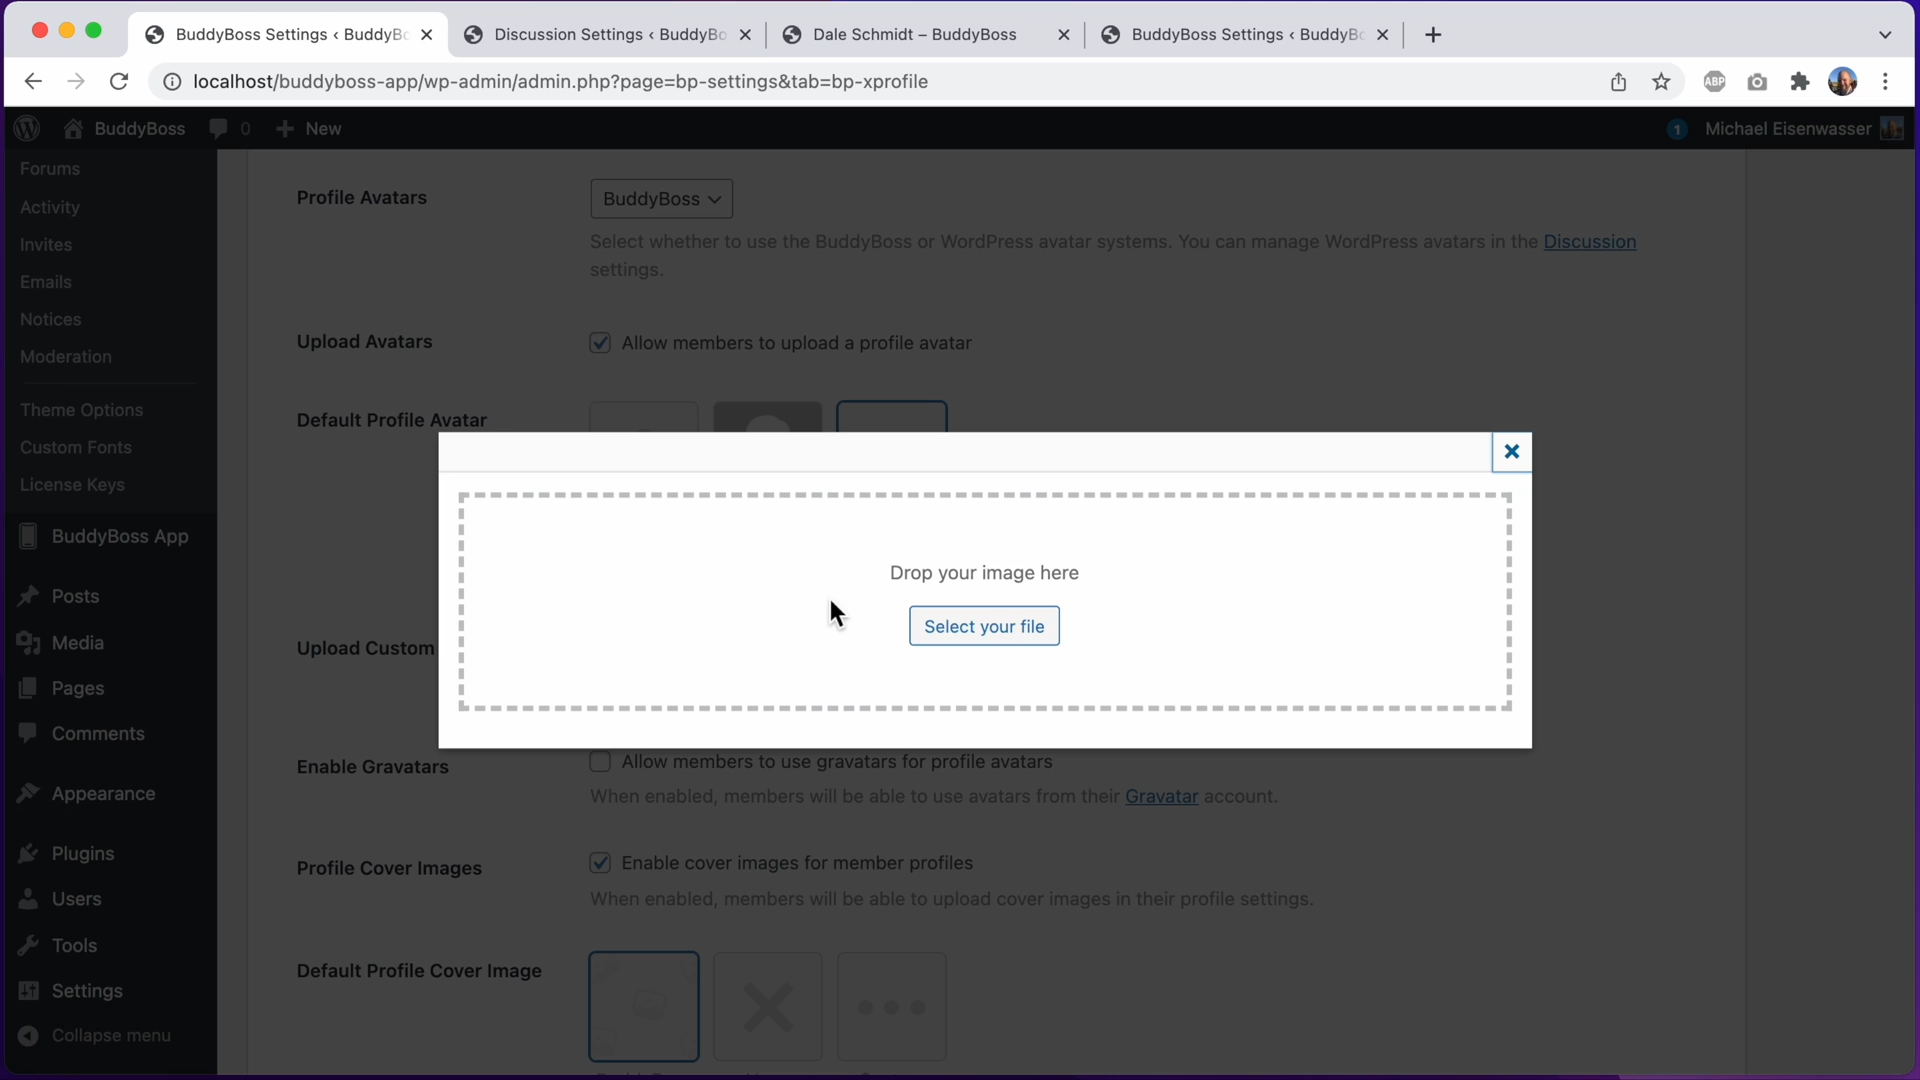 BuddyBoss Settings ‹ BuddyBo
Discussion Settings ‹ BuddyBo
Dale Schmidt – BuddyBoss
BuddyBoss Settings ‹ BuddyBo
localhost/buddyboss-app/wp-admin/admin.php?page=bp-settings&tab=bp-xprofile
ABP
BuddyBoss
0
New
1
Michael Eisenwasser
Forums
Activity
Invites
Emails
Notices
Moderation
Theme Options
Custom Fonts
License Keys
BuddyBoss App
Posts
Media
Pages
Comments
Appearance
Plugins
Users
Tools
Settings
Collapse menu
Profile Avatars
BuddyBoss
Select whether to use the BuddyBoss or WordPress avatar systems. You can manage WordPress avatars in the Discussion
settings.
Upload Avatars
Allow members to upload a profile avatar
Default Profile Avatar
Drop your image here
Select your file
Upload Custom
Enable Gravatars
Allow members to use gravatars for profile avatars
When enabled, members will be able to use avatars from their Gravatar account.
Profile Cover Images
Enable cover images for member profiles
When enabled, members will be able to upload cover images in their profile settings.
Default Profile Cover Image